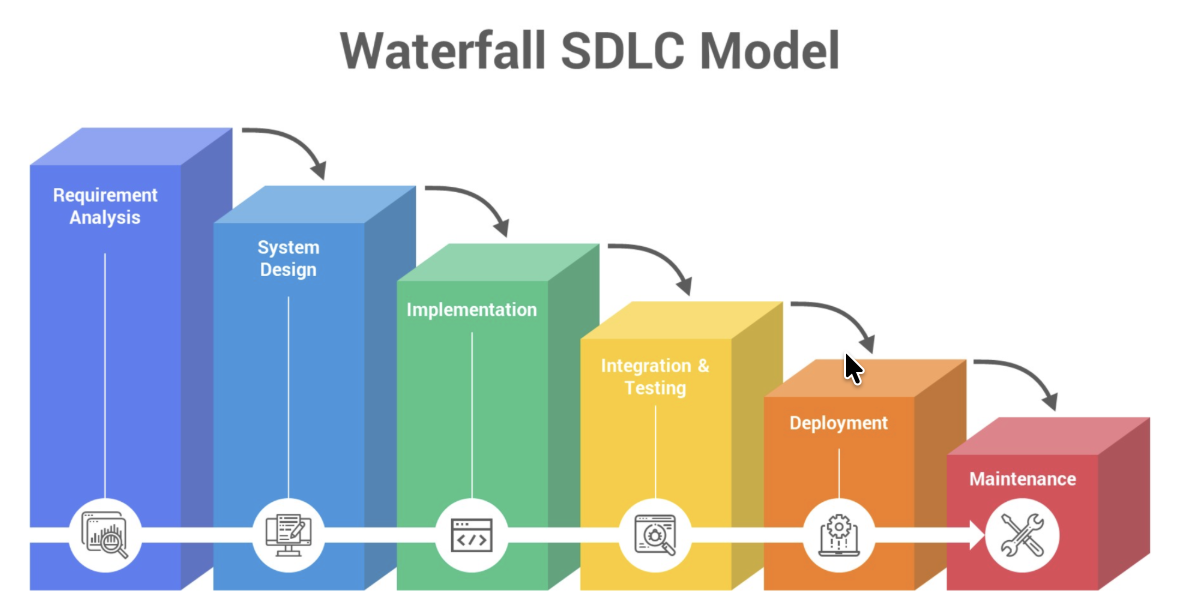 Waterfall SDLC Model
Requirement
Analysis
System
Design
Implementation
Integration &
Testing
Deployment
Maintenance